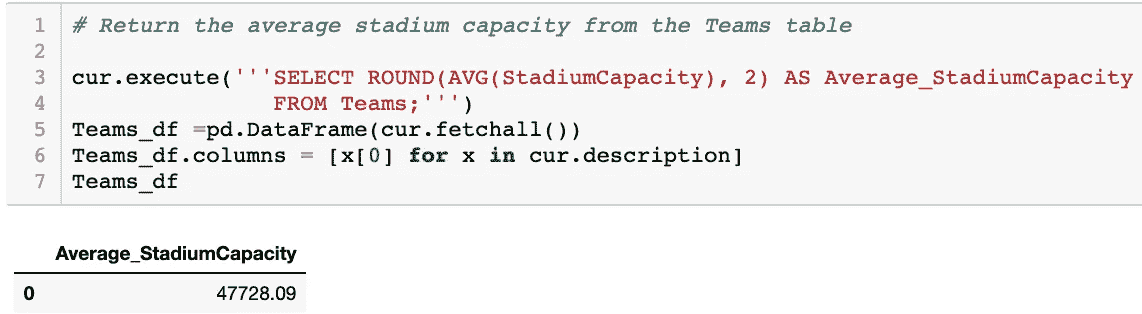 1 # Return the average stadium capacity from the Teams table
2
3 cur.execute('''SELECT ROUND(AVG(StadiumCapacity), 2) AS Average_StadiumCapacity
4 FROM Teams;''')
5 Teams_df =pd.DataFrame(cur.fetchall())
6 Teams_df.columns = [x[0] for x in cur.description]
7 Teams_df
Average_StadiumCapacity
0 47728.09